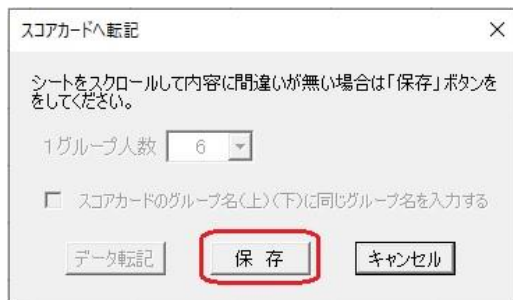 スコアカードへ転記
シートをスクロールして内容に間違いが無い場合は「保存」ボタンを
をしてください。
1グループ人数 6
スコアカードのグループ名(上)(下)に同じグループ名を入力する
データ転記 保 存 キャンセル